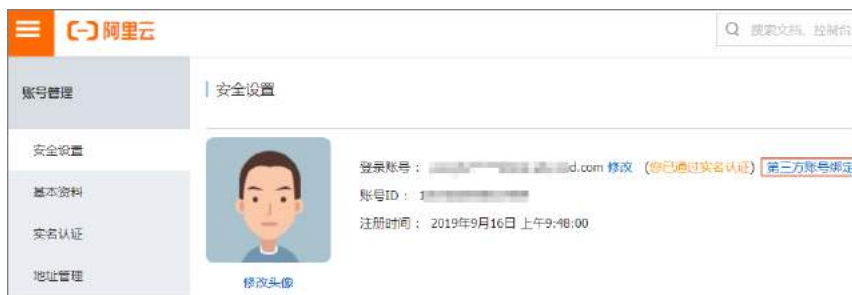 阿里云
搜索文档、控制台
账号管理
安全设置
安全设置
基本资料
实名认证
地址管理
修改头像
登录账号： d.com 修改 (您已通过实名认证) 第三方账号绑定
账号ID： 1
注册时间： 2019年9月16日 上午9:48:00